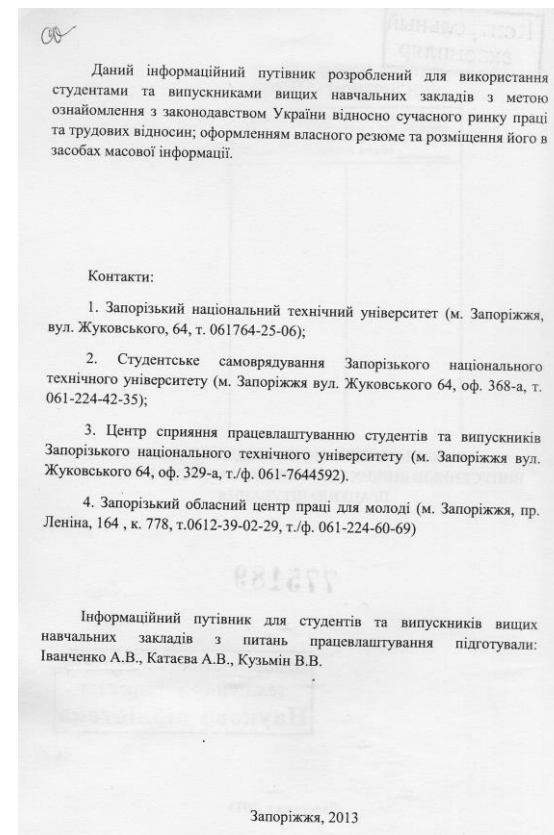 Даний інформаційний путівник розроблений для використання
студентами та випускниками вищих навчальних закладів з метою
ознайомлення з законодавством України відносно сучасного ринку праці
та трудових відносин; оформленням власного резюме та розміщення його в
засобах масової інформації.
Контакти:
1. Запорізький національний технічний університет (м. Запоріжжя,
вул. Жуковського, 64, т. 061764-25-06);
2. Студентське самоврядування Запорізького національного
технічного університету (м. Запоріжжя вул. Жуковського 64, оф. 368-а, т.
061-224-42-35);
3. Центр сприяння працевлаштуванню студентів та випускників
Запорізького національного технічного університету (м. Запоріжжя вул.
Жуковського 64, оф. 329-а, т./ф. 061-7644592).
4. Запорізький обласний центр праці для молоді (м. Запоріжжя, пр.
Леніна, 164 , к. 778, т.0612-39-02-29, т./ф. 061-224-60-69)
775189
Інформаційний путівник для студентів та випускників вищих
навчальних закладів з питань працевлаштування підготували:
Іванченко А.В., Катаєва А.В., Кузьмін В.В.
Запоріжжя, 2013